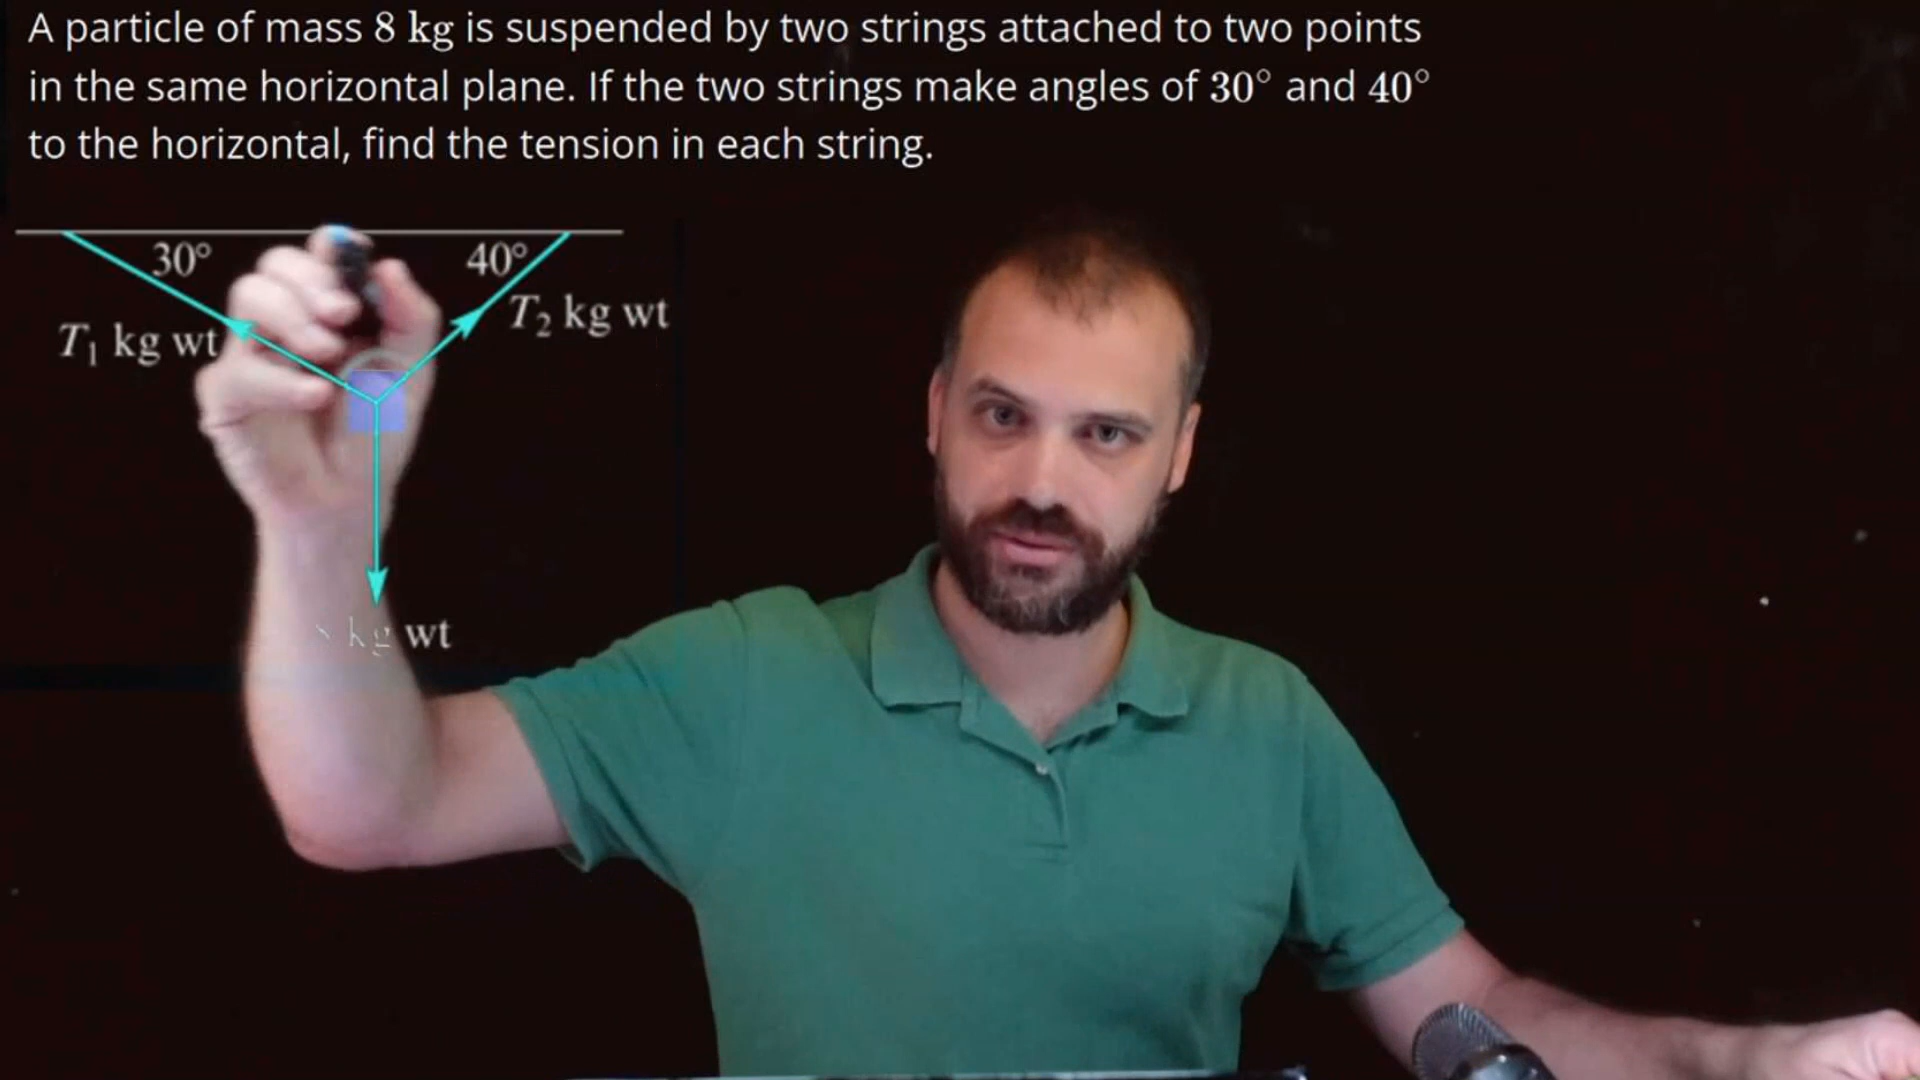 A particle of mass 8 kg is suspended by two strings attached to two points
in the same horizontal plane. If the two strings make angles of 30° and 40°
to the horizontal, find the tension in each string.
30°
40°
T₂ kg wt
T₁ kg wt
kg wt